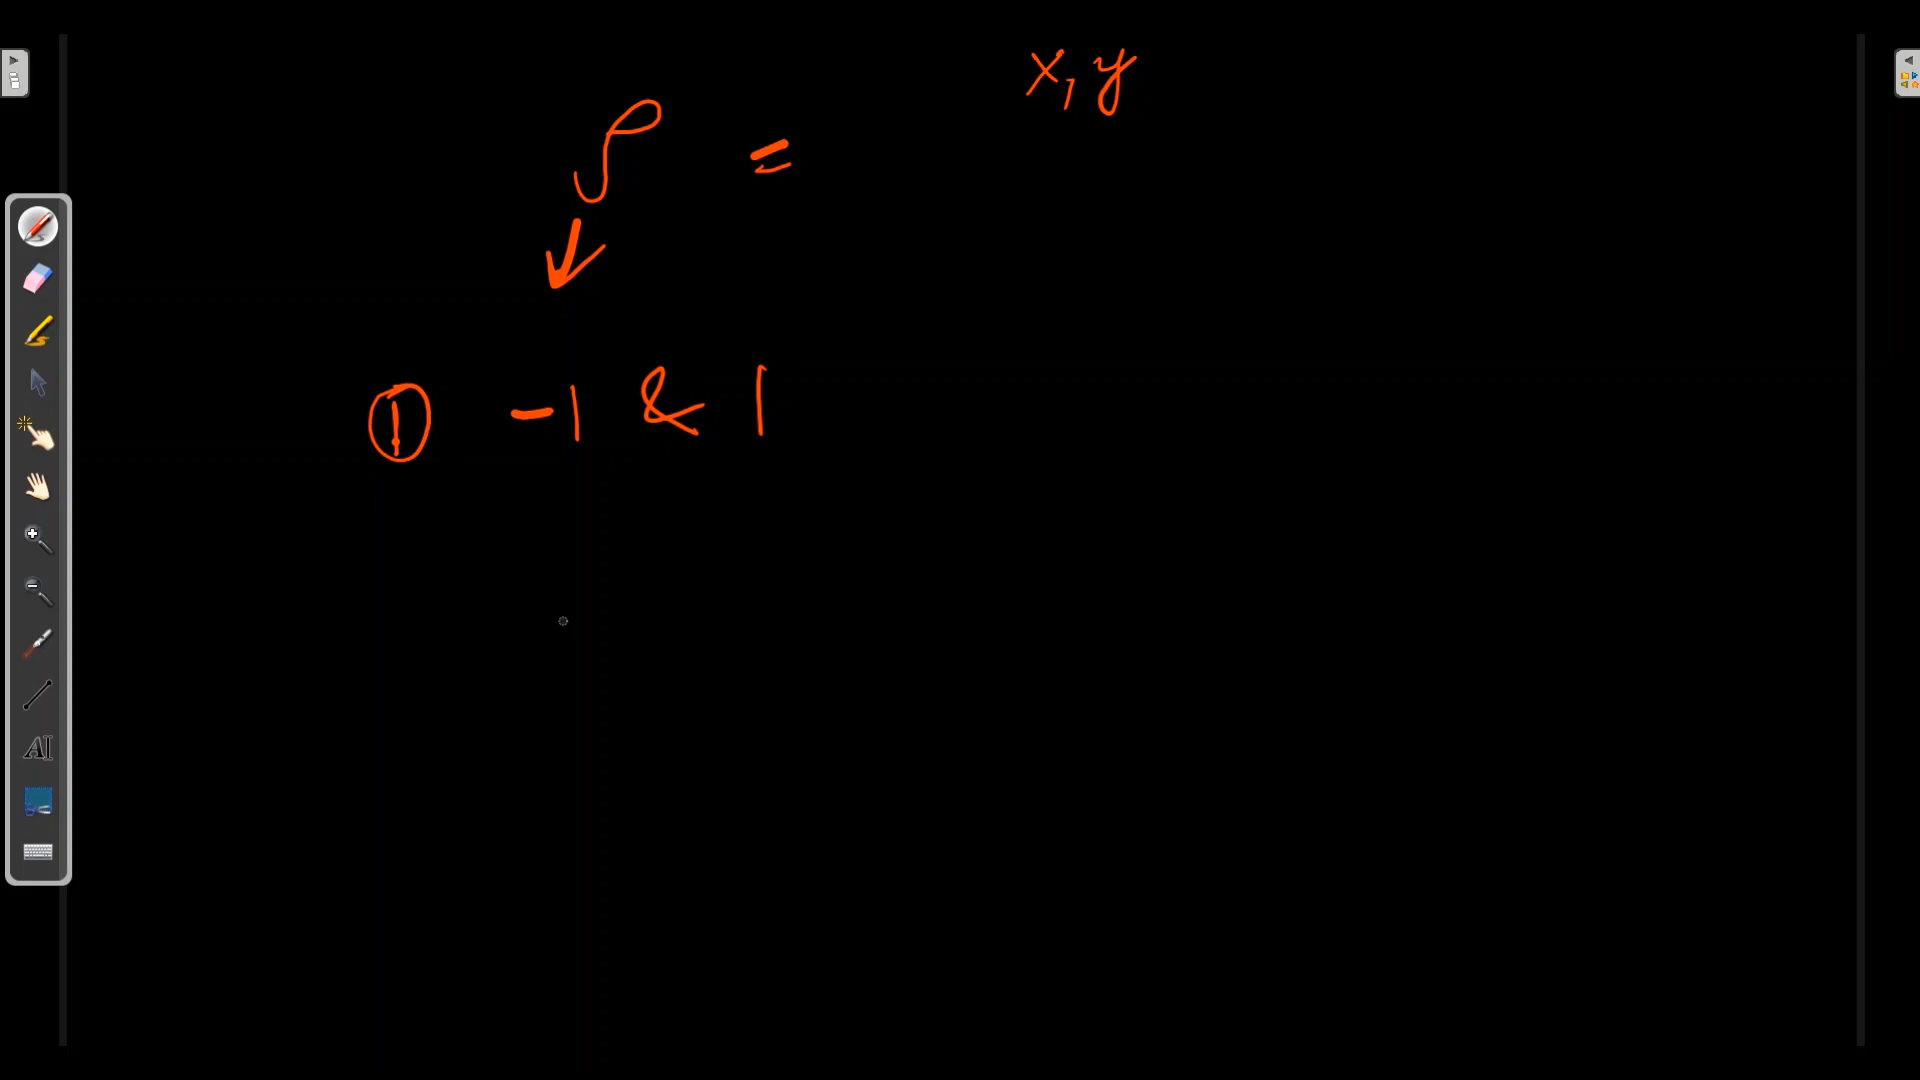 x, y
ρ =
↓
① -1 & 1